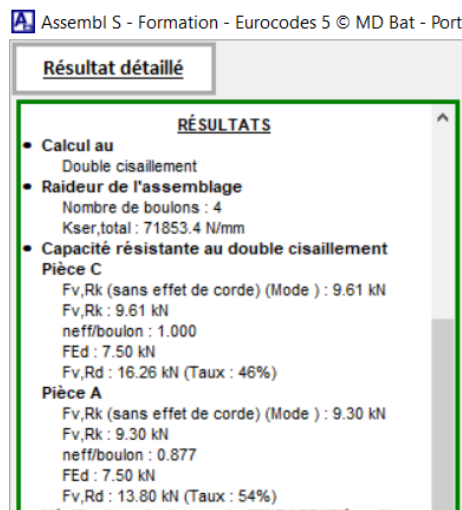 Assembl S - Formation - Eurocodes 5 © MD Bat - Port
Résultat détaillé
RÉSULTATS
• Calcul au
Double cisaillement
• Raideur de l'assemblage
Nombre de boulons : 4
Kser,total : 71853.4 N/mm
• Capacité résistante au double cisaillement
Pièce C
Fv,Rk (sans effet de corde) (Mode ) : 9.61 kN
Fv,Rk : 9.61 kN
neff/boulon : 1.000
FEd : 7.50 kN
Fv,Rd : 16.26 kN (Taux : 46%)
Pièce A
Fv,Rk (sans effet de corde) (Mode ) : 9.30 kN
Fv,Rk : 9.30 kN
neff/boulon : 0.877
FEd : 7.50 kN
Fv,Rd : 13.80 kN (Taux : 54%)